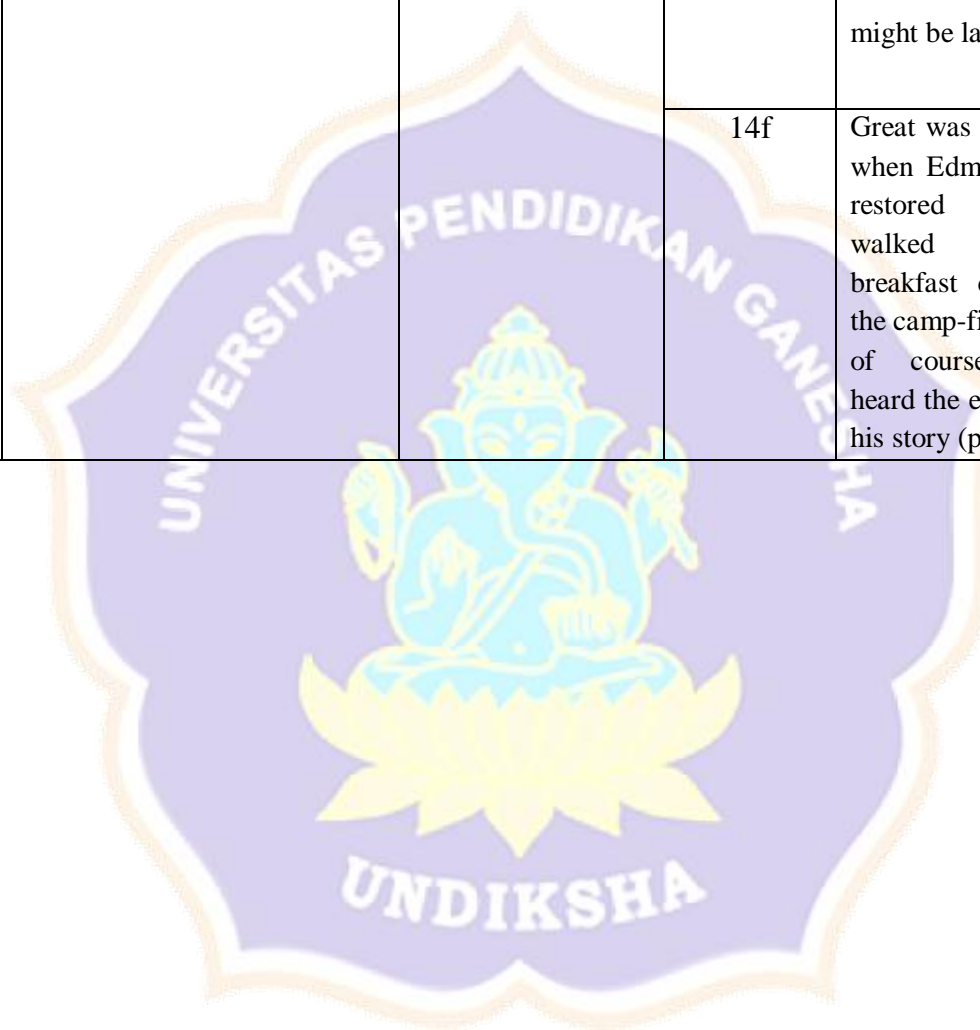 might be la
14f
Great was
when Edm
restored
walked
breakfast
the camp-fi
of course
heard the e
his story (p
UNIVERSITAS PENDIDIKAN GANESHA
UNDIKSHA